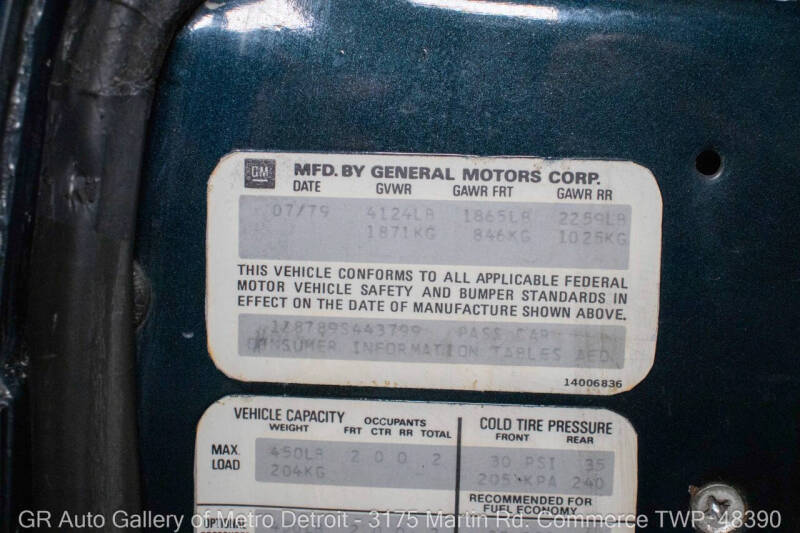 GM MFD. BY GENERAL MOTORS CORP.
DATE GVWR GAWR FRT GAWR RR
07/79 4124LB 1865LB 2259LB
1871KG 846KG 1025KG
THIS VEHICLE CONFORMS TO ALL APPLICABLE FEDERAL
MOTOR VEHICLE SAFETY AND BUMPER STANDARDS IN
EFFECT ON THE DATE OF MANUFACTURE SHOWN ABOVE.
1Z8789S443799 PASS CAR
CONSUMER INFORMATION TABLES AED.
14006836
VEHICLE CAPACITY OCCUPANTS COLD TIRE PRESSURE
WEIGHT FRT CTR RR TOTAL FRONT REAR
MAX. LOAD 450LB 2 0 0 2 30 PSI 35
204KG 205 KPA 240
RECOMMENDED FOR
FUEL ECONOMY
OPTIONAL
GR Auto Gallery of Metro Detroit - 3175 Martin Rd. Commerce TWP-48390